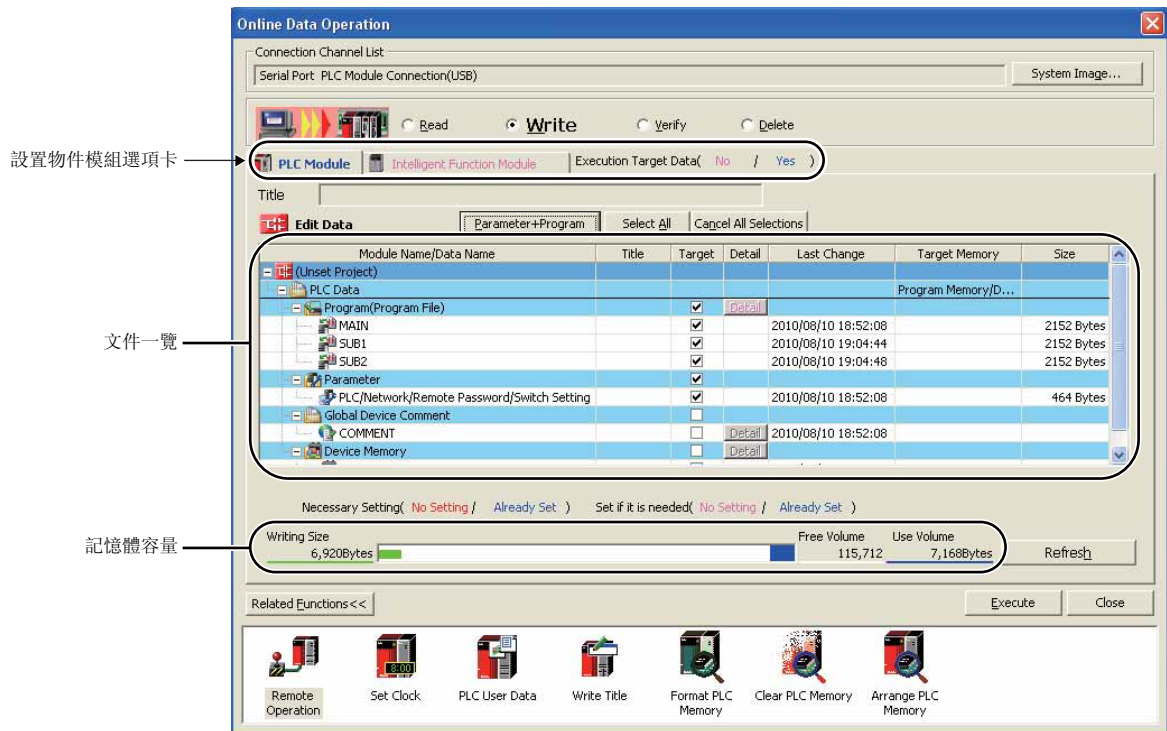 Online Data Operation
Connection Channel List
Serial Port PLC Module Connection(USB)
System Image...
Read
Write
Verify
Delete
設置物件模組選項卡
PLC Module
Intelligent Function Module
Execution Target Data( No / Yes )
Title
Edit Data
Parameter+Program
Select All
Cancel All Selections
Module Name/Data Name Title Target Detail Last Change Target Memory Size
(Unset Project)
PLC Data Program Memory/D...
Program(Program File) Detail
MAIN 2010/08/10 18:52:08 2152 Bytes
文件一覽
SUB1 2010/08/10 19:04:44 2152 Bytes
SUB2 2010/08/10 19:04:48 2152 Bytes
Parameter
PLC/Network/Remote Password/Switch Setting 2010/08/10 18:52:08 464 Bytes
Global Device Comment
COMMENT Detail 2010/08/10 18:52:08
Device Memory Detail
Necessary Setting( No Setting / Already Set ) Set if it is needed( No Setting / Already Set )
記憶體容量
Writing Size Free Volume Use Volume
6,920Bytes 115,712 7,168Bytes
Refresh
Related Functions<<
Execute
Close
8:00
Remote Operation
Set Clock
PLC User Data
Write Title
Format PLC Memory
Clear PLC Memory
Arrange PLC Memory